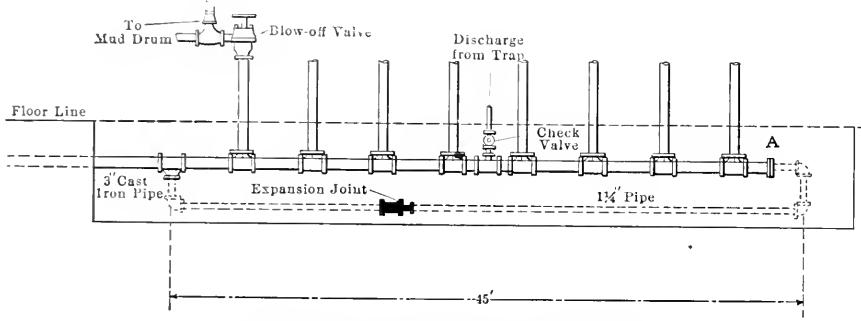 To
Mud Drum
Blow-off Valve
Discharge
from Trap
Floor Line
Check
Valve
A
3" Cast
Iron Pipe
Expansion Joint
1¼" Pipe
45'